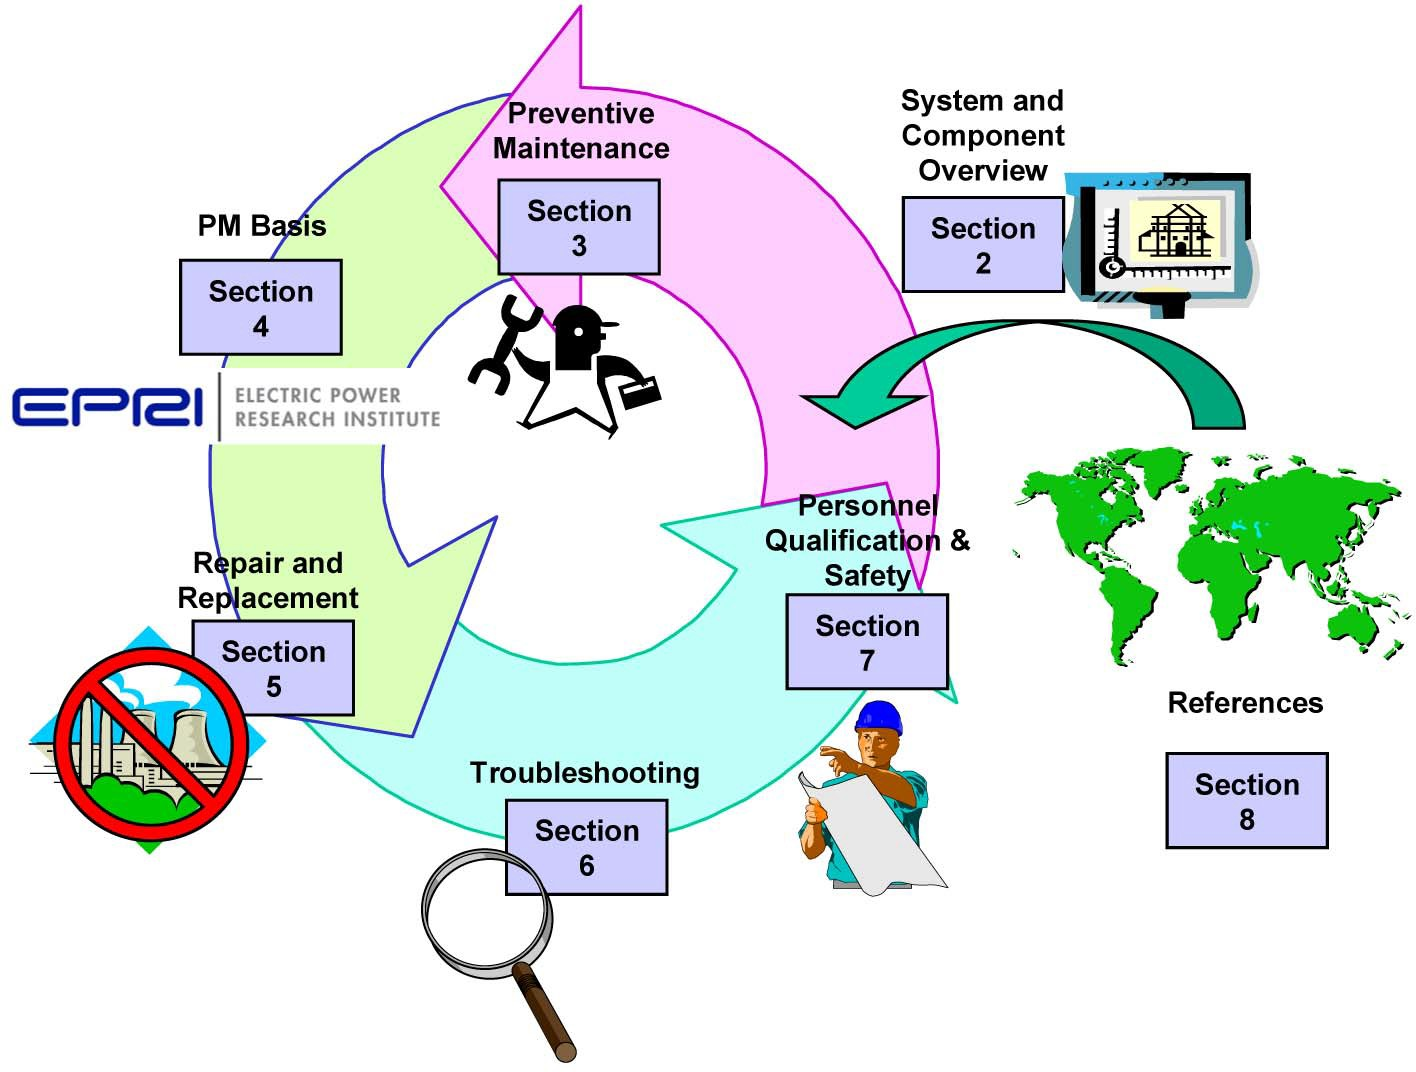 Preventive
Maintenance
Section
3
System and
Component
Overview
Section
2
PM Basis
Section
4
EPRI
ELECTRIC POWER
RESEARCH INSTITUTE
Personnel
Qualification &
Safety
Section
7
Repair and
Replacement
Section
5
Troubleshooting
Section
6
References
Section
8